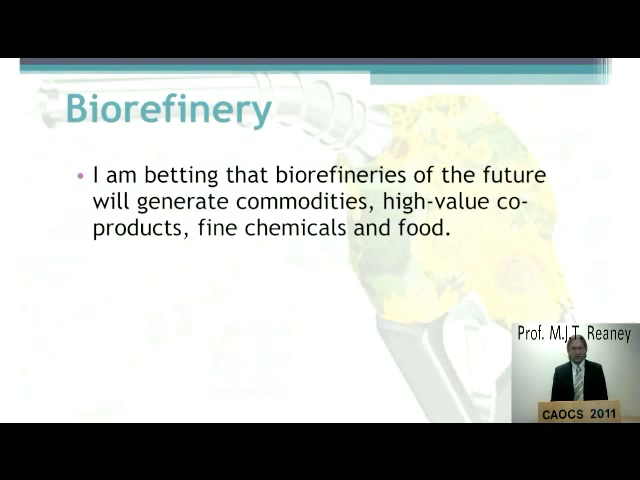 Biorefinery
• I am betting that biorefineries of the future
will generate commodities, high-value co-
products, fine chemicals and food.
Prof. M.J.T. Reaney
CAOCS 2011